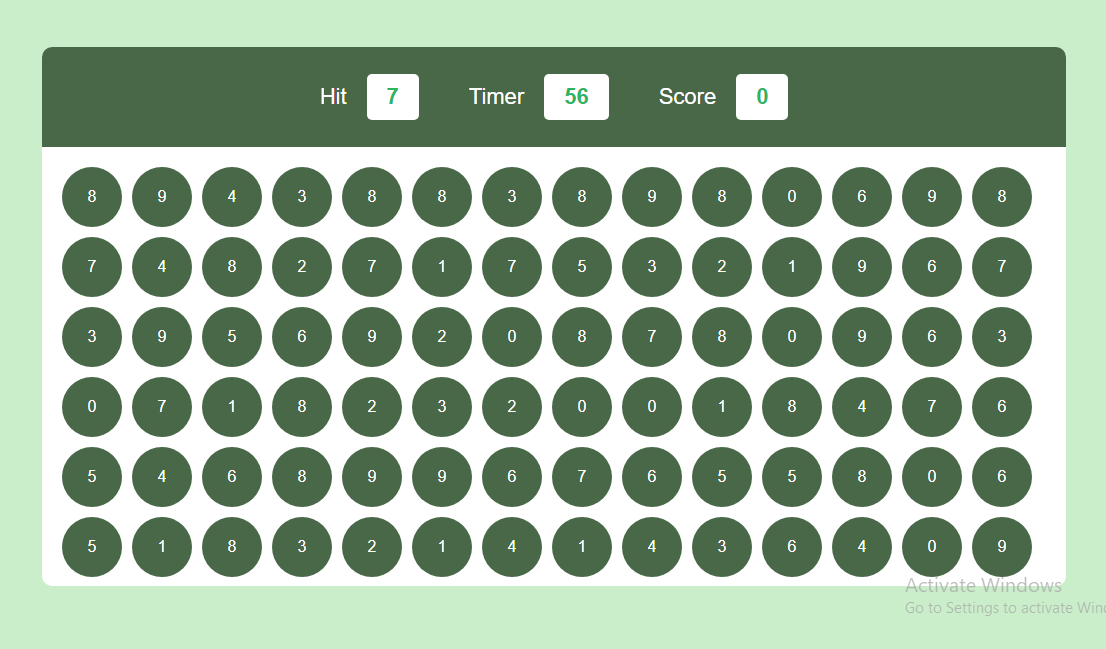 Hit 7 Timer 56 Score 0
8 9 4 3 8 8 3 8 9 8 0 6 9 8
7 4 8 2 7 1 7 5 3 2 1 9 6 7
3 9 5 6 9 2 0 8 7 8 0 9 6 3
0 7 1 8 2 3 2 0 0 1 8 4 7 6
5 4 6 8 9 9 6 7 6 5 5 8 0 6
5 1 8 3 2 1 4 1 4 3 6 4 0 9
Activate Windows
Go to Settings to activate Win